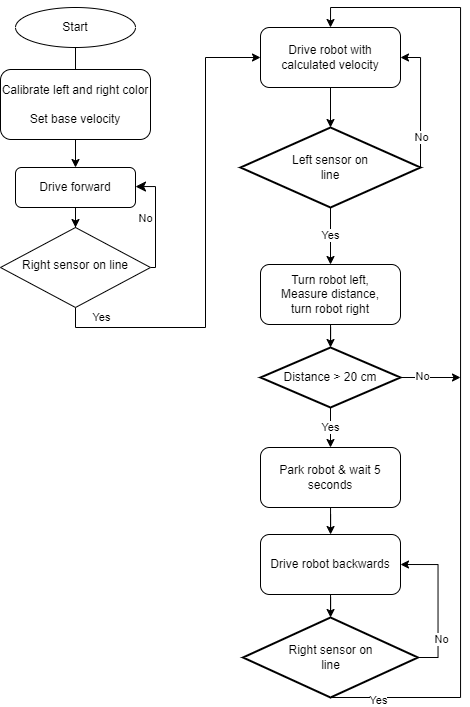 Start
Calibrate left and right color
Set base velocity
Drive forward
No
Right sensor on line
Yes
Drive robot with
calculated velocity
No
Left sensor on
line
Yes
Turn robot left,
Measure distance,
turn robot right
Distance > 20 cm
No
Yes
Park robot & wait 5
seconds
Drive robot backwards
No
Right sensor on
line
Yes